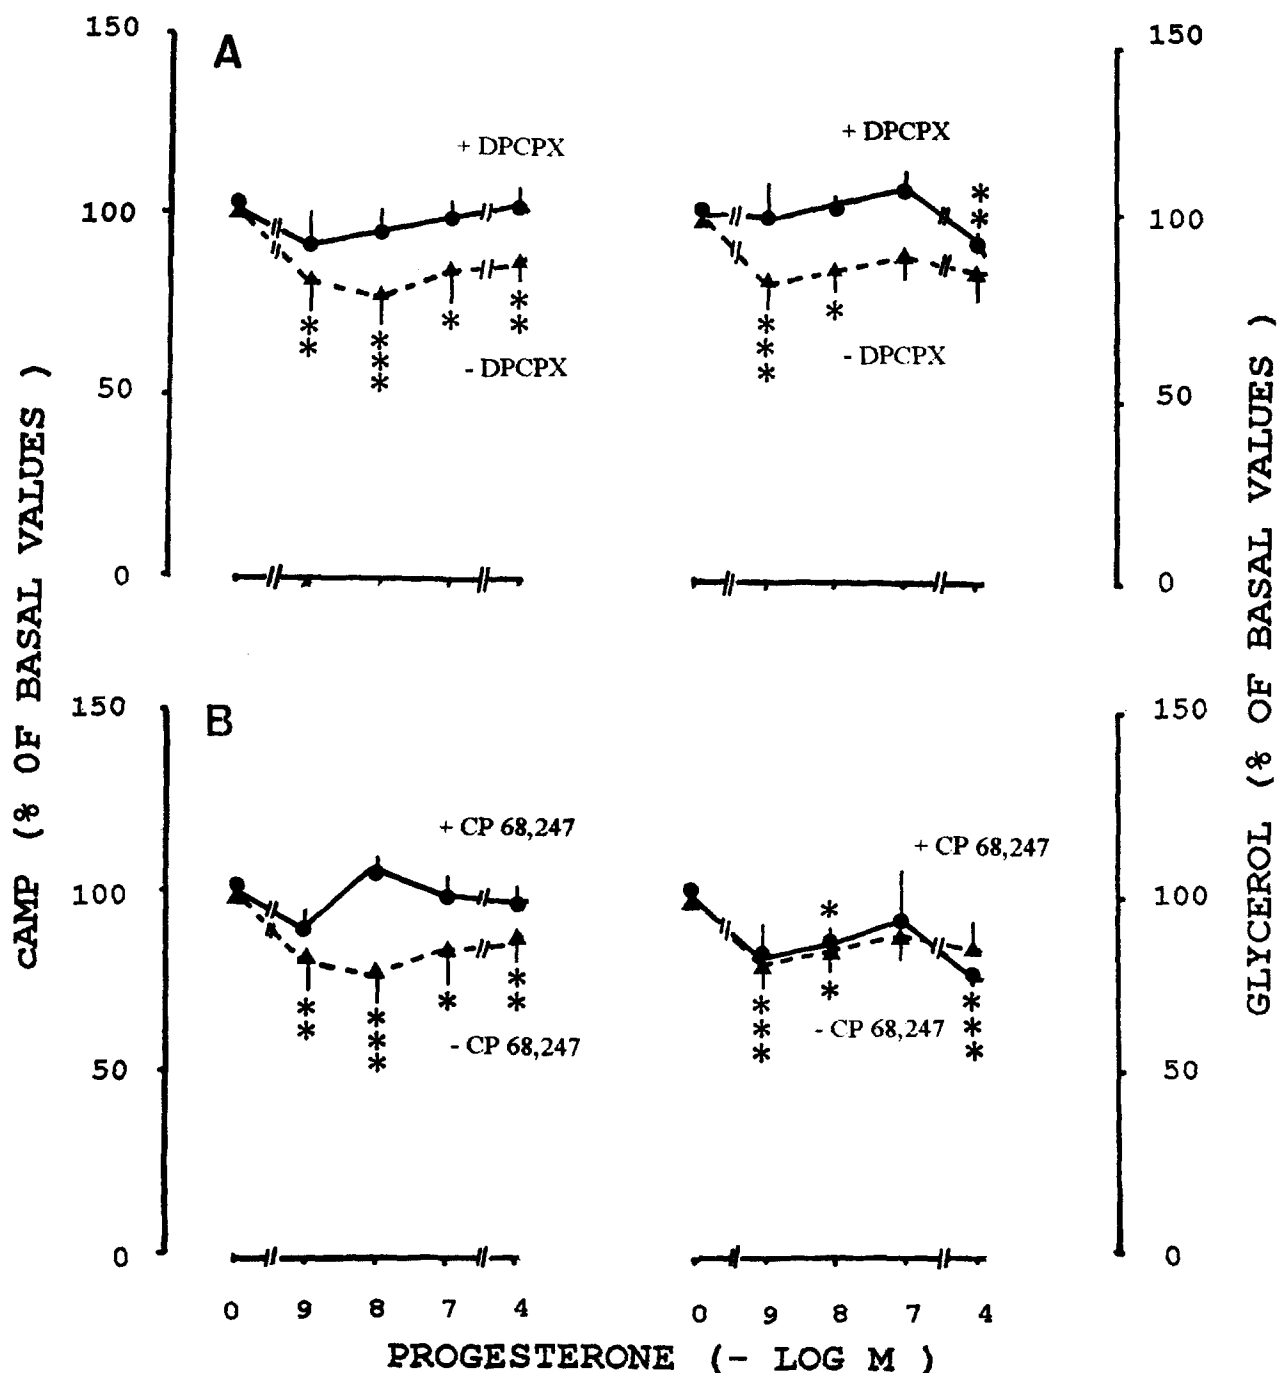 150
A
150
+ DPCPX
+ DPCPX
100
**
100
**
***
*
**
***
*
- DPCPX
- DPCPX
50
50
0
0
cAMP (% OF BASAL VALUES )
GLYCEROL (% OF BASAL VALUES )
150
B
150
+ CP 68,247
+ CP 68,247
100
100
*
**
***
*
**
***
*
***
- CP 68,247
- CP 68,247
50
50
0
0
0 9 8 7 4
0 9 8 7 4
PROGESTERONE (- LOG M )